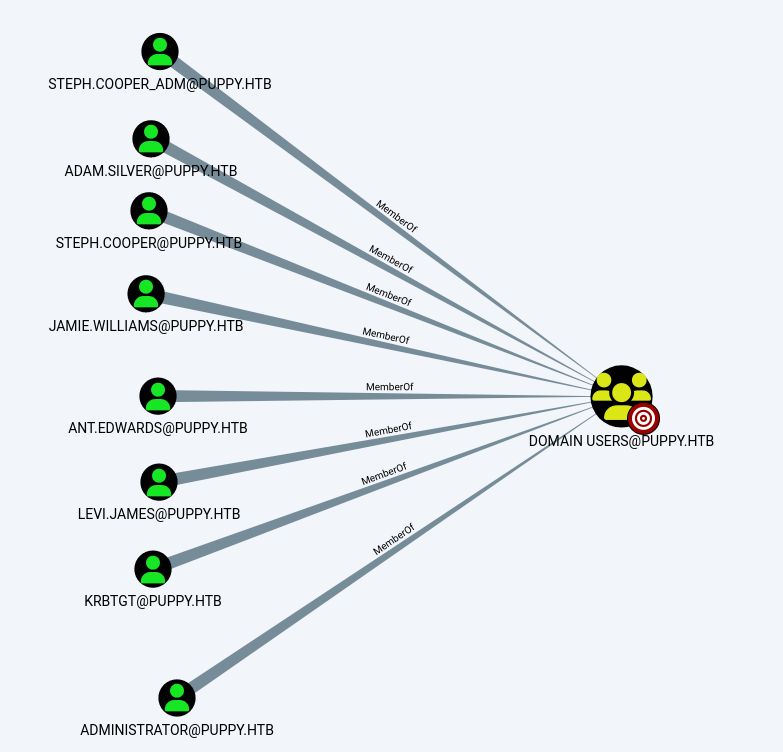 STEPH.COOPER_ADM@PUPPY.HTB
ADAM.SILVER@PUPPY.HTB
MemberOf
STEPH.COOPER@PUPPY.HTB
MemberOf
MemberOf
JAMIE.WILLIAMS@PUPPY.HTB
MemberOf
MemberOf
ANT.EDWARDS@PUPPY.HTB
MemberOf
DOMAIN USERS@PUPPY.HTB
MemberOf
LEVI.JAMES@PUPPY.HTB
MemberOf
KRBTGT@PUPPY.HTB
ADMINISTRATOR@PUPPY.HTB